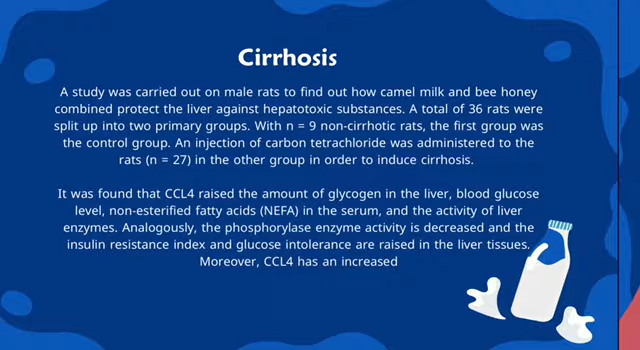 Cirrhosis
A study was carried out on male rats to find out how camel milk and bee honey
combined protect the liver against hepatotoxic substances. A total of 36 rats were
split up into two primary groups. With n = 9 non-cirrhotic rats, the first group was
the control group. An injection of carbon tetrachloride was administered to the
rats (n = 27) in the other group in order to induce cirrhosis.
It was found that CCL4 raised the amount of glycogen in the liver, blood glucose
level, non-esterified fatty acids (NEFA) in the serum, and the activity of liver
enzymes. Analogously, the phosphorylase enzyme activity is decreased and the
insulin resistance index and glucose intolerance are raised in the liver tissues.
Moreover, CCL4 has an increased